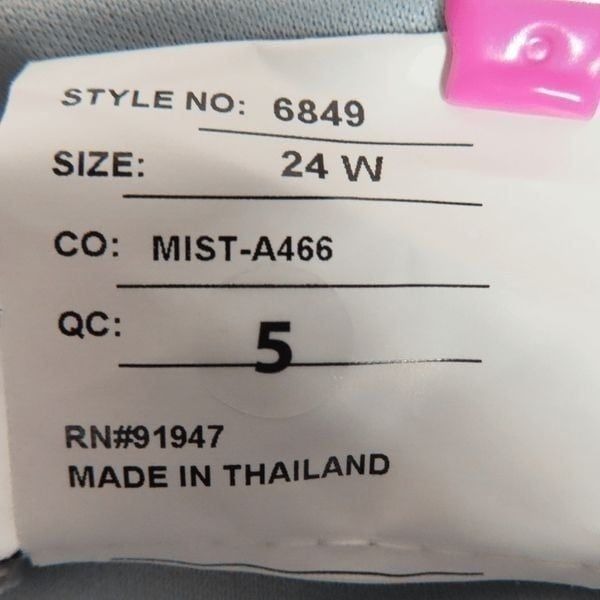 STYLE NO: 6849
SIZE: 24 W
CO: MIST-A466
QC: 5
RN#91947
MADE IN THAILAND